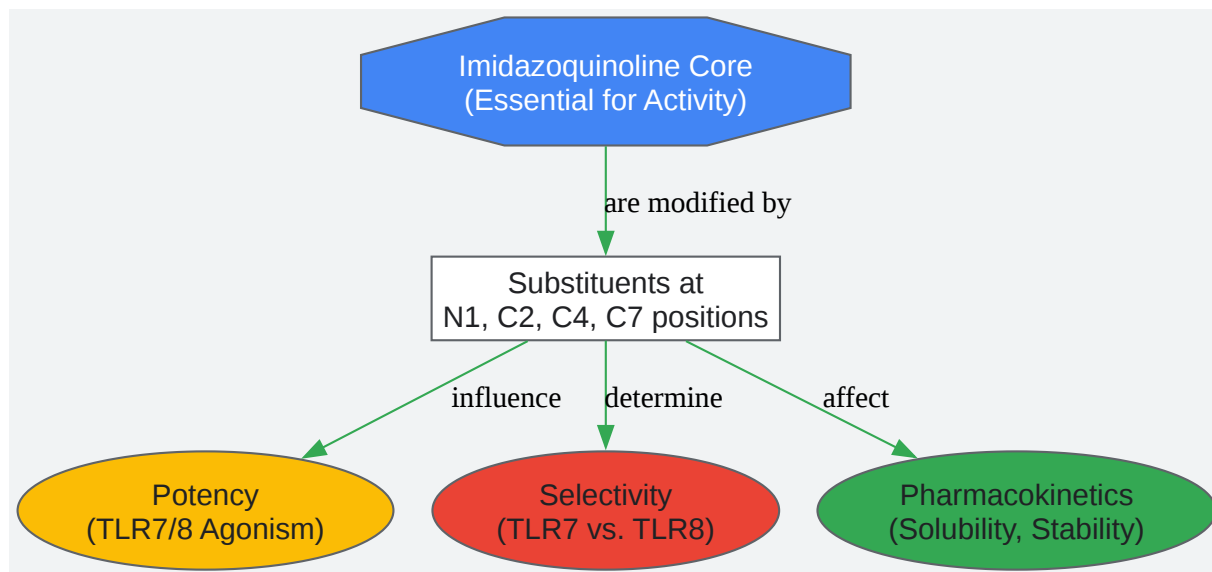 Imidazoquinoline Core
(Essential for Activity)
are modified by
Substituents at
N1, C2, C4, C7 positions
influence
determine
affect
Potency
(TLR7/8 Agonism)
Selectivity
(TLR7 vs. TLR8)
Pharmacokinetics
(Solubility, Stability)